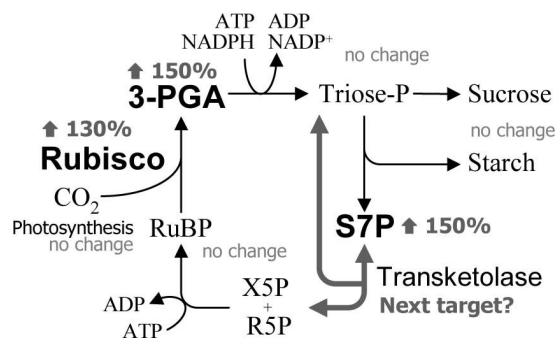 ATP ADP
NADPH NADP⁺
no change
↑ 150%
3-PGA
Triose-P
Sucrose
↑ 130%
Rubisco
no change
Starch
CO₂
Photosynthesis
no change
RuBP
S7P ↑ 150%
no change
Transketolase
Next target?
X5P
+
R5P
ADP
ATP